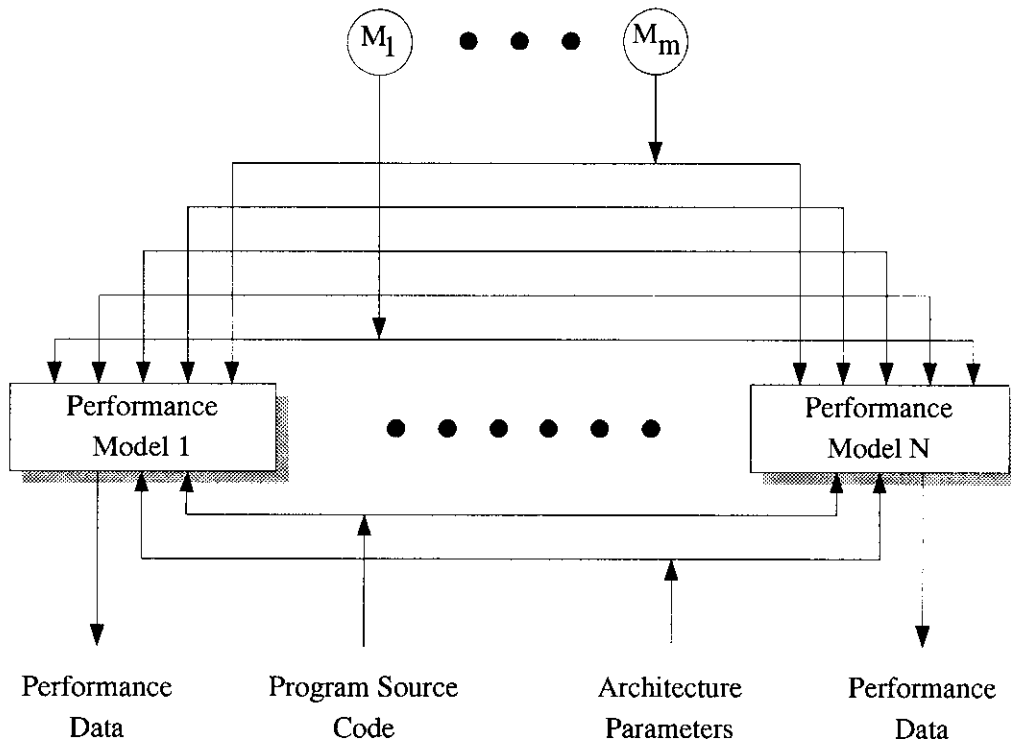 M1
Mm
Performance
Model 1
Performance
Model N
Performance
Data
Program Source
Code
Architecture
Parameters
Performance
Data